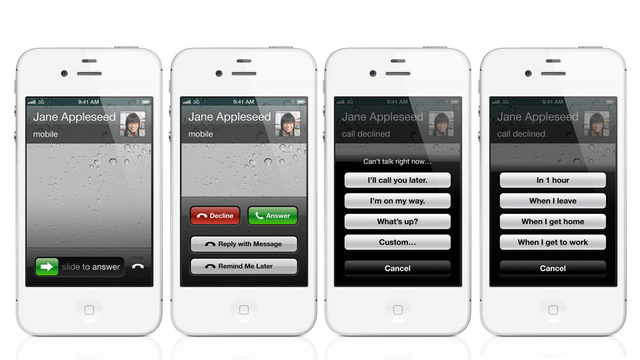 3G 9:41 AM
Jane Appleseed
mobile
slide to answer
3G 9:41 AM
Jane Appleseed
mobile
Decline
Answer
Reply with Message
Remind Me Later
3G 9:41 AM
Jane Appleseed
call declined
Can't talk right now...
I'll call you later.
I'm on my way.
What's up?
Custom...
Cancel
3G 9:41 AM
Jane Appleseed
call declined
In 1 hour
When I leave
When I get home
When I get to work
Cancel